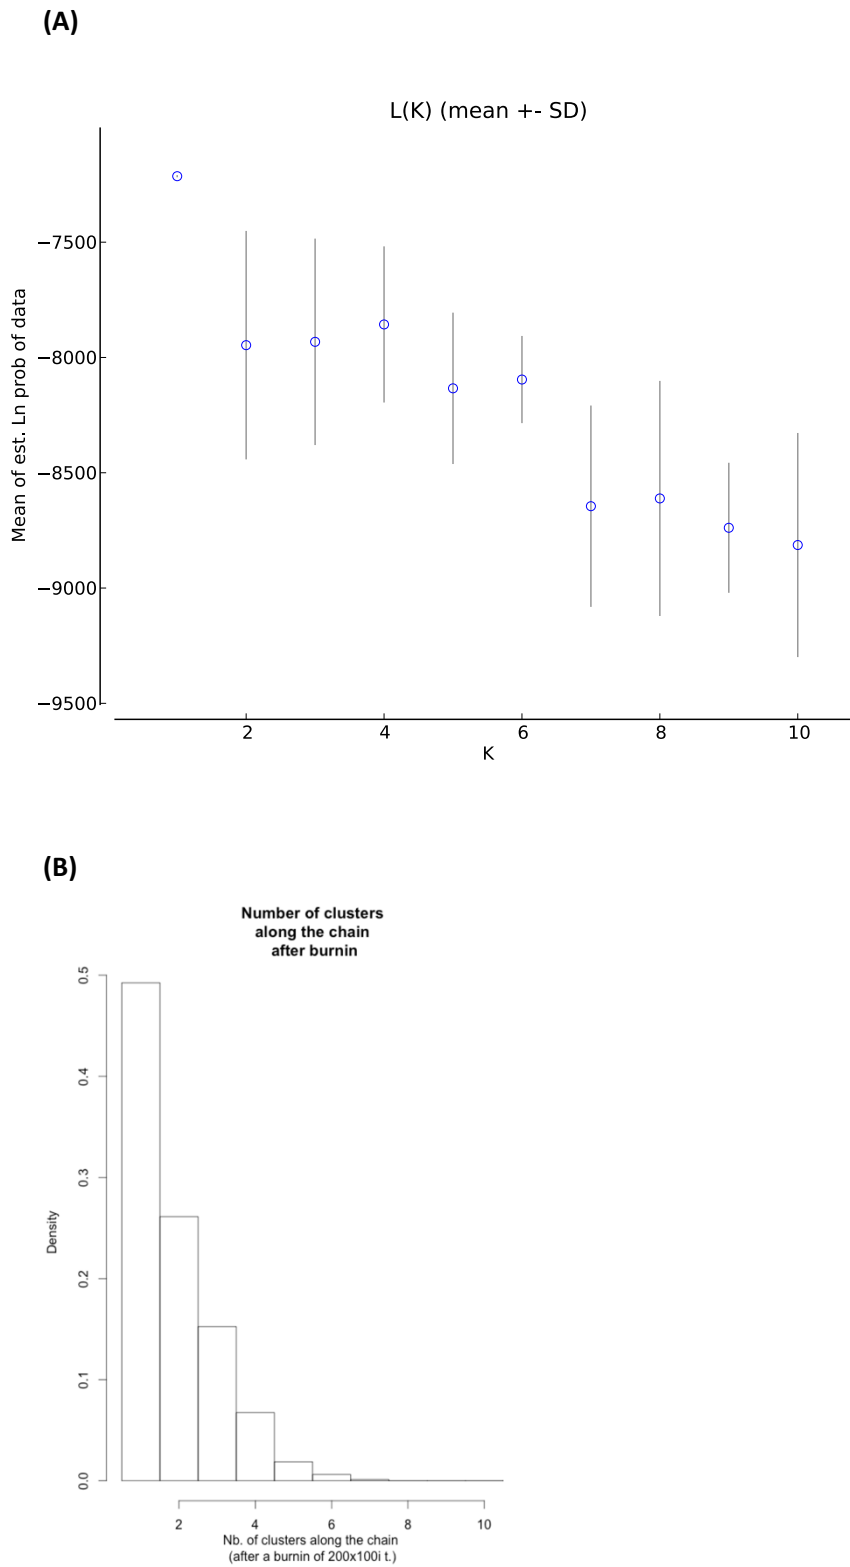 (A)
L(K) (mean +- SD)
Mean of est. Ln prob of data
−7500
−8000
−8500
−9000
−9500
2 4 6 8 10
K
(B)
Number of clusters
along the chain
after burnin
Density
0.5
0.4
0.3
0.2
0.1
0.0
2 4 6 8 10
Nb. of clusters along the chain
(after a burnin of 200x100i t.)